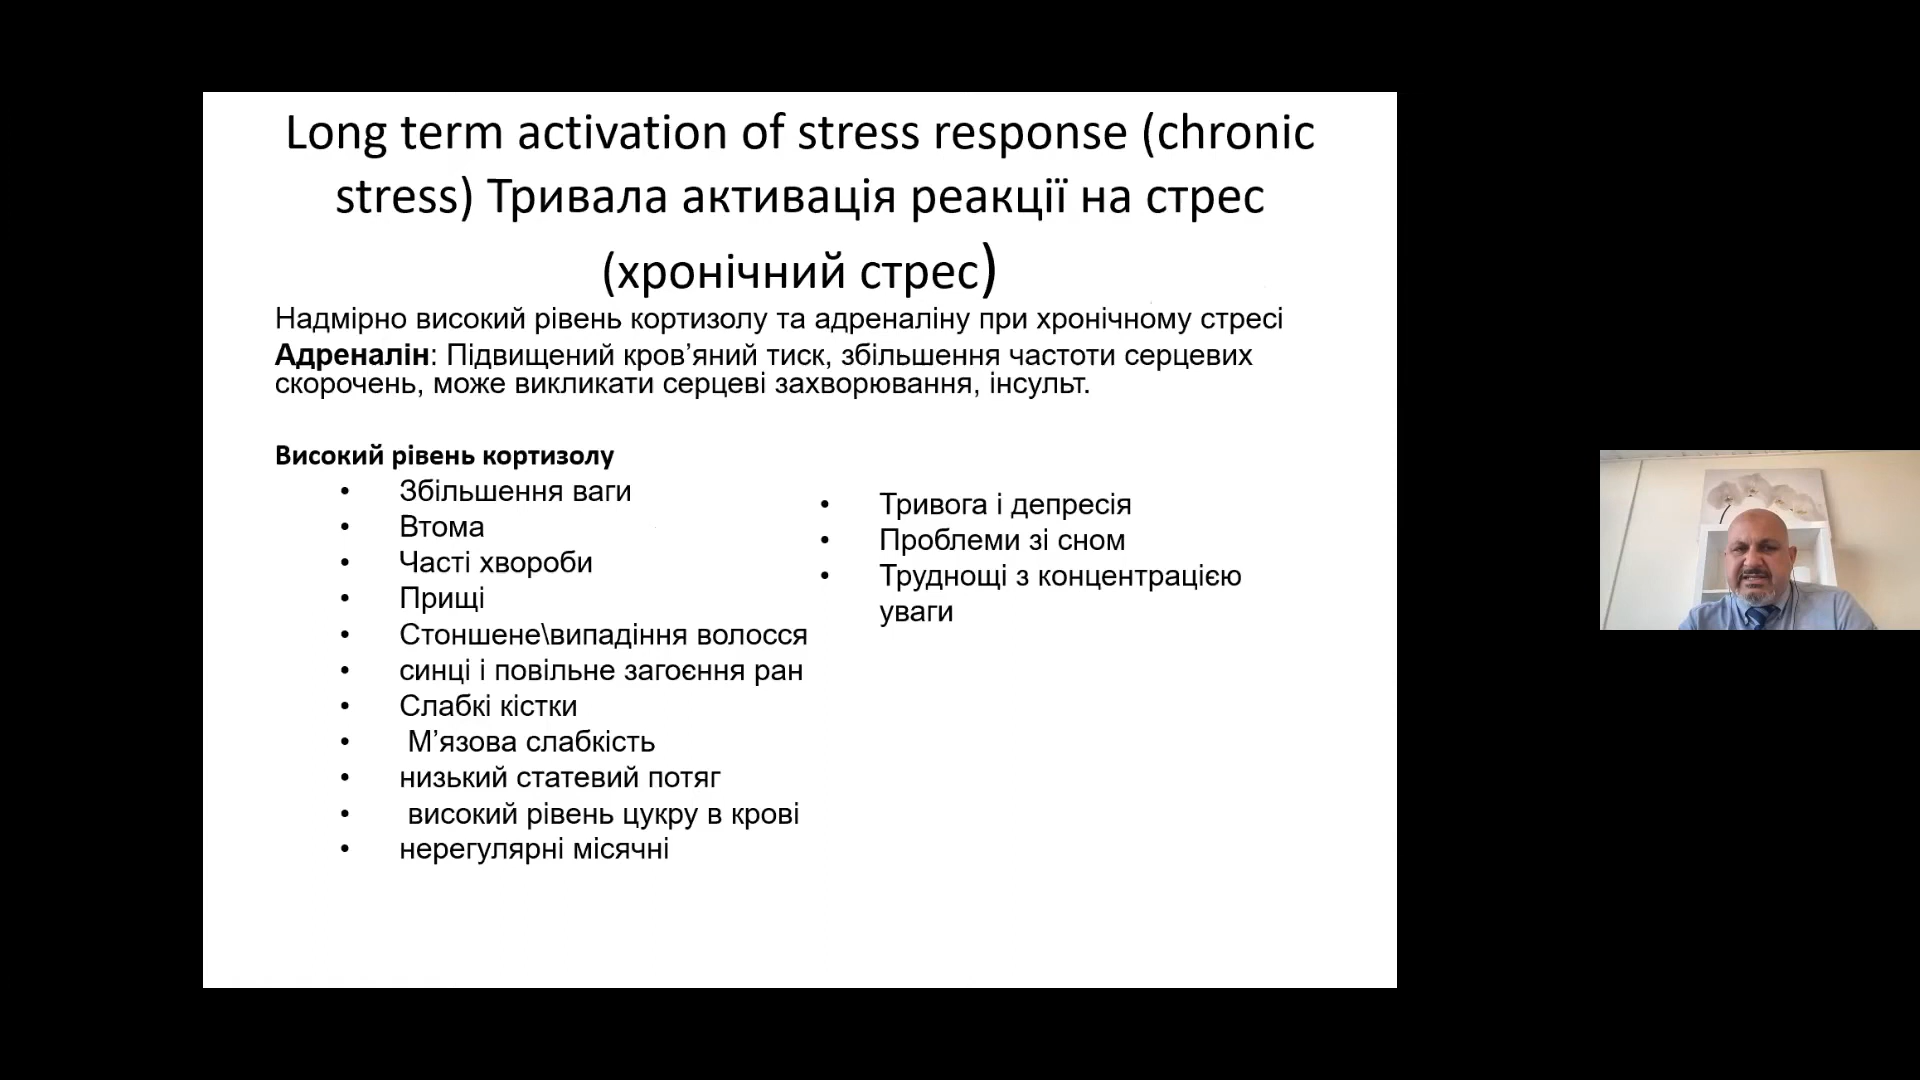 Long term activation of stress response (chronic
stress) Тривала активація реакції на стрес
(хронічний стрес)
Надмірно високий рівень кортизолу та адреналіну при хронічному стресі
Адреналін: Підвищений кров’яний тиск, збільшення частоти серцевих
скорочень, може викликати серцеві захворювання, інсульт.
Високий рівень кортизолу
• Збільшення ваги
• Втома
• Часті хвороби
• Прищі
• Стоншене\випадіння волосся
• синці і повільне загоєння ран
• Слабкі кістки
• М’язова слабкість
• низький статевий потяг
• високий рівень цукру в крові
• нерегулярні місячні
• Тривога і депресія
• Проблеми зі сном
• Труднощі з концентрацією
уваги